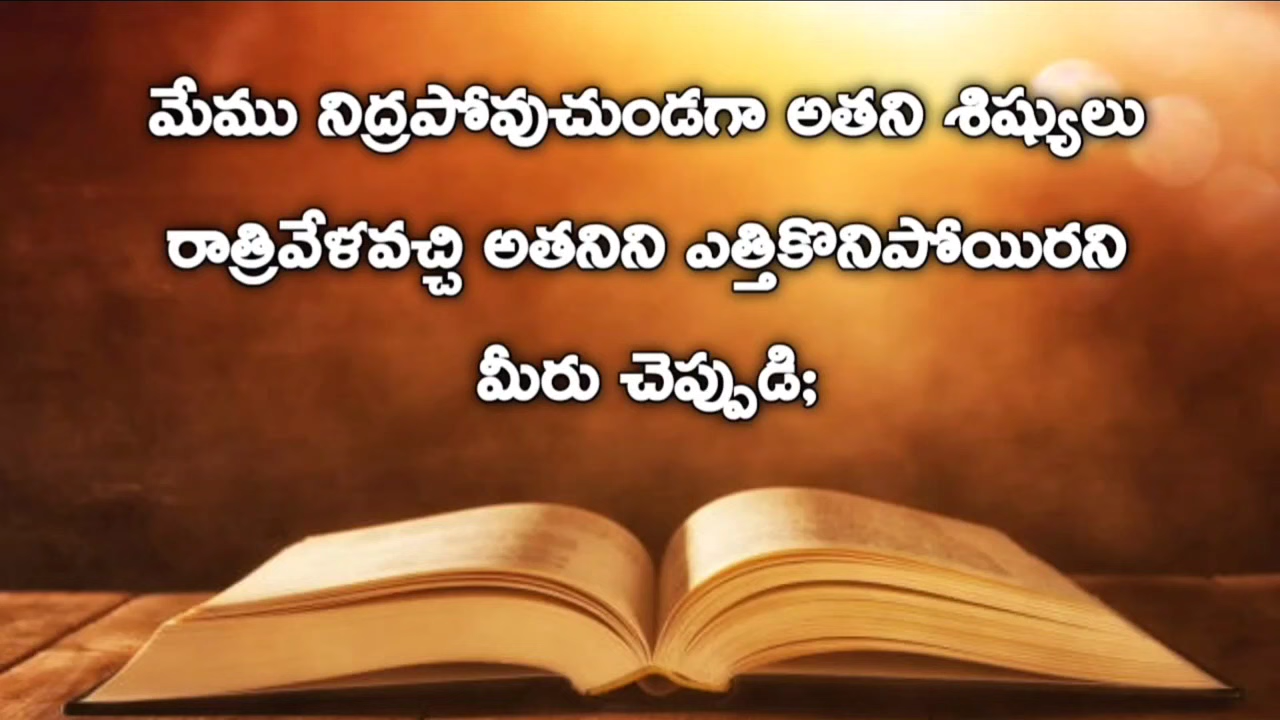 మేము నిద్రపోవుచుండగా అతని శిష్యులు
రాత్రివేళవచ్చి అతనిని ఎత్తికొనిపోయిరని
మీరు చెప్పుడి;